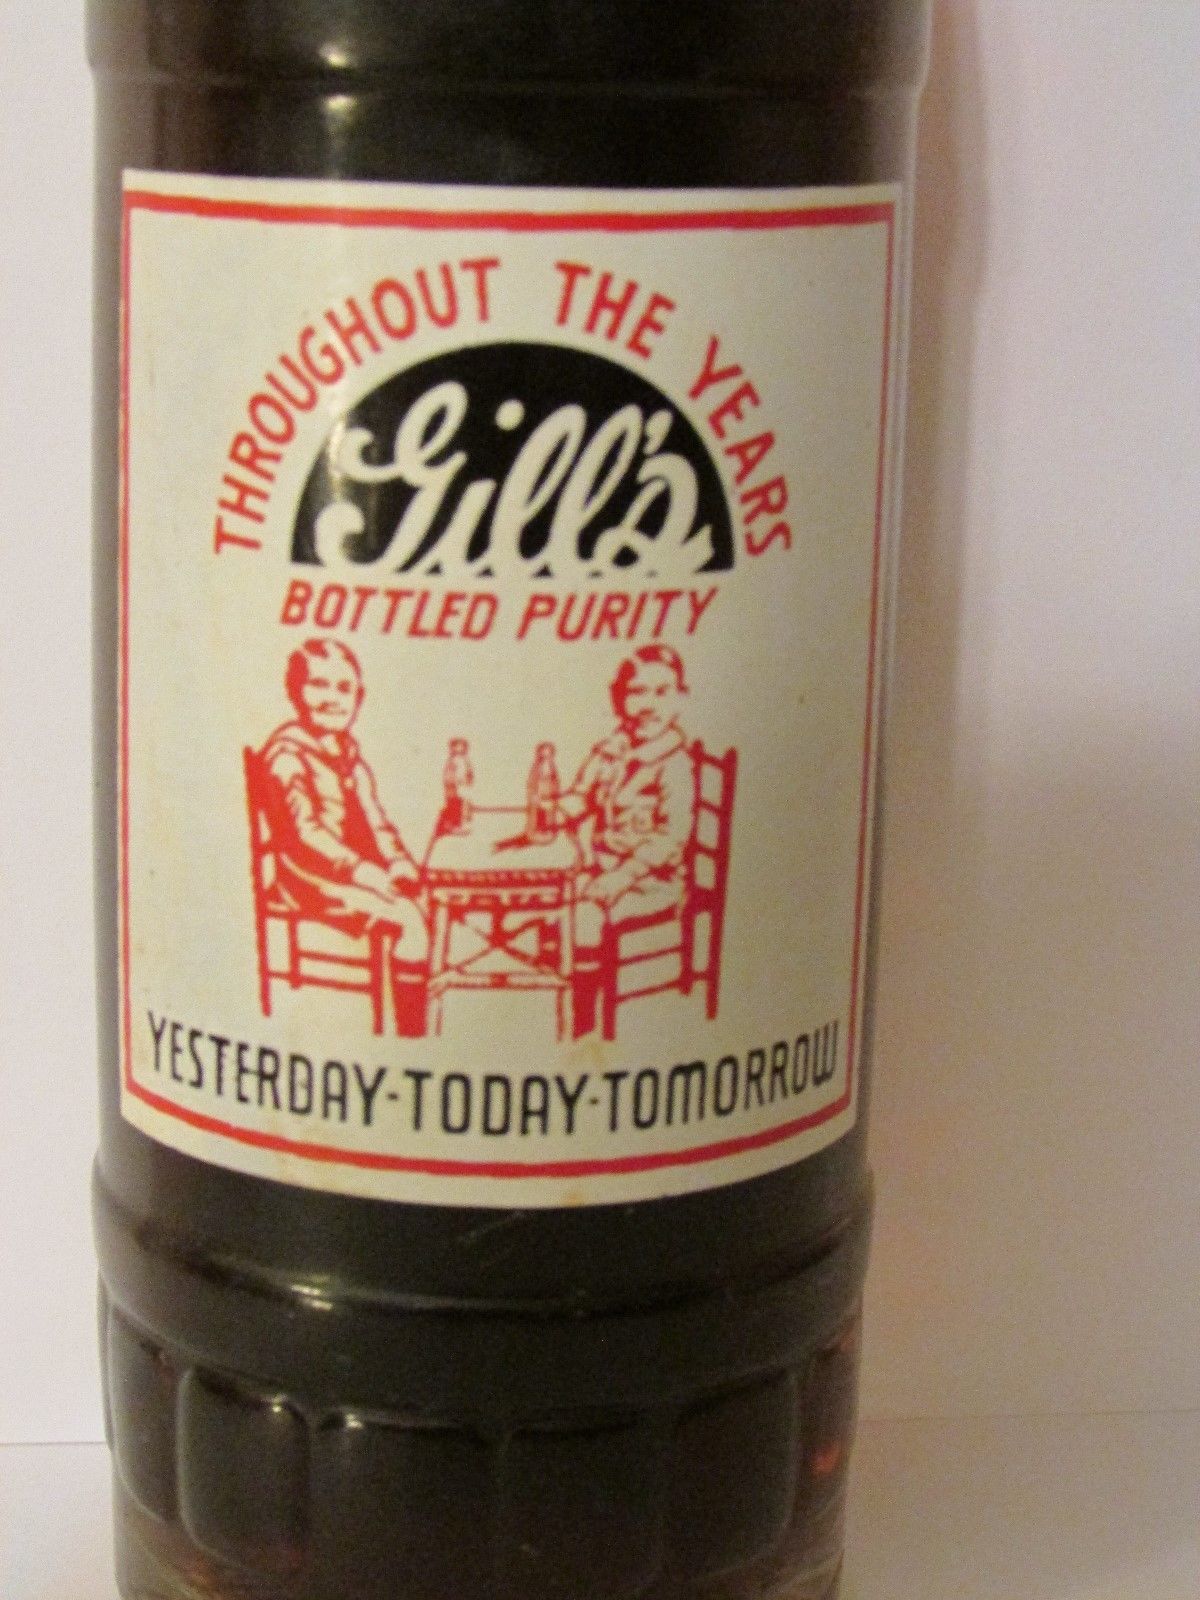 THROUGHOUT THE YEARS
Gill's
BOTTLED PURITY
YESTERDAY-TODAY-TOMORROW